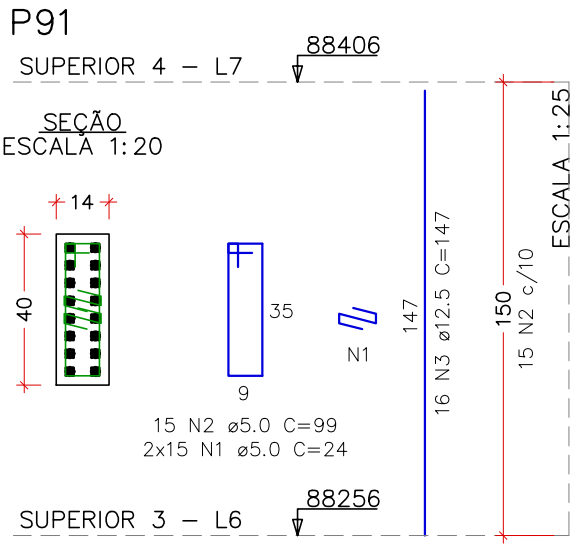 P91
88406
SUPERIOR 4 - L7
SEÇÃO
ESCALA 1:20
ESCALA 1:25
14
40
35
9
N1
147
16 N3 ø12.5 C=147
150
15 N2 c/10
15 N2 ø5.0 C=99
2x15 N1 ø5.0 C=24
88256
SUPERIOR 3 - L6